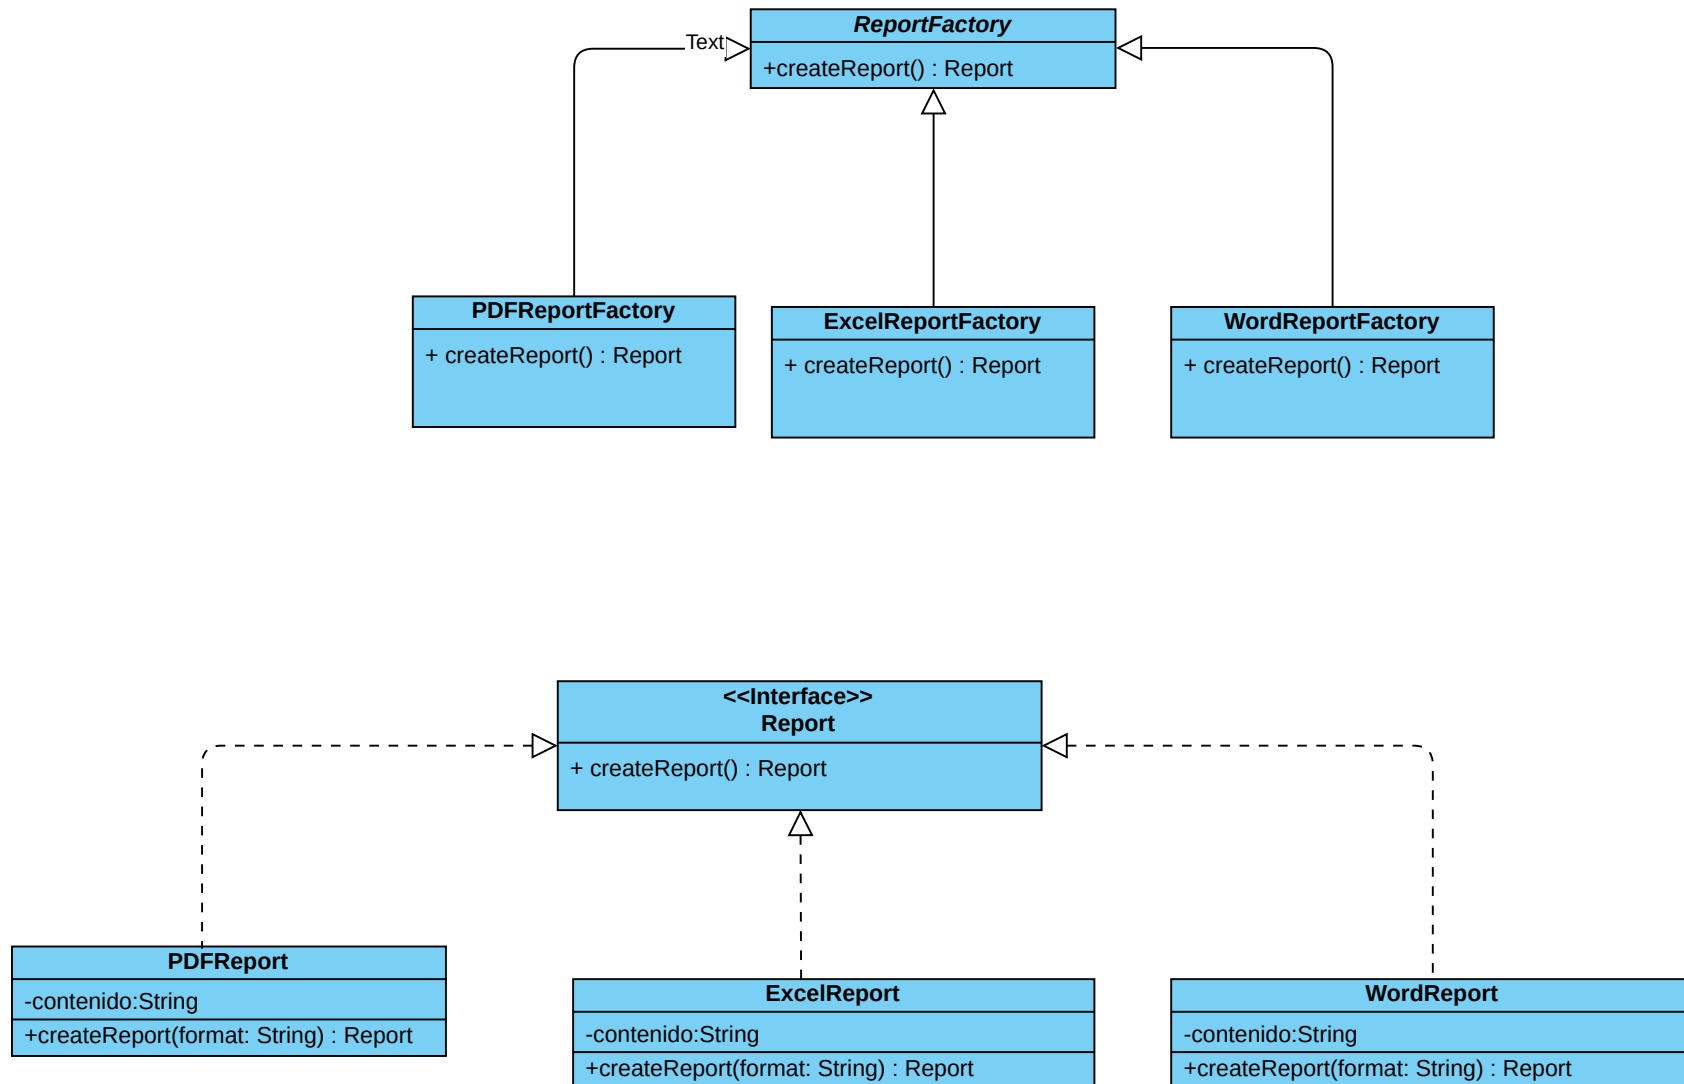 ReportFactory
Text
+createReport() : Report
PDFReportFactory
+ createReport() : Report
ExcelReportFactory
+ createReport() : Report
WordReportFactory
+ createReport() : Report
<<Interface>>
Report
+ createReport() : Report
PDFReport
-contenido:String
+createReport(format: String) : Report
ExcelReport
-contenido:String
+createReport(format: String) : Report
WordReport
-contenido:String
+createReport(format: String) : Report